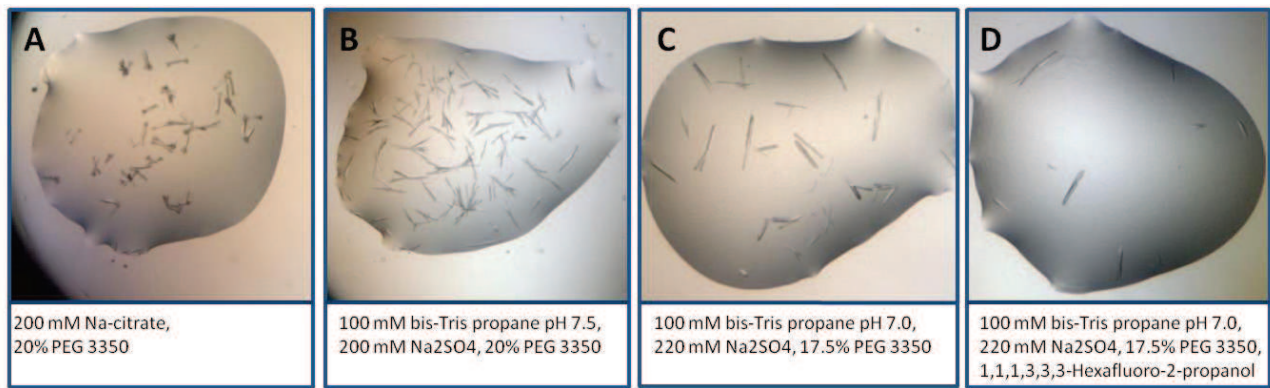 A
B
C
D
200 mM Na-citrate,
20% PEG 3350
100 mM bis-Tris propane pH 7.5,
200 mM Na2SO4, 20% PEG 3350
100 mM bis-Tris propane pH 7.0,
220 mM Na2SO4, 17.5% PEG 3350
100 mM bis-Tris propane pH 7.0,
220 mM Na2SO4, 17.5% PEG 3350,
1,1,1,3,3,3-Hexafluoro-2-propanol